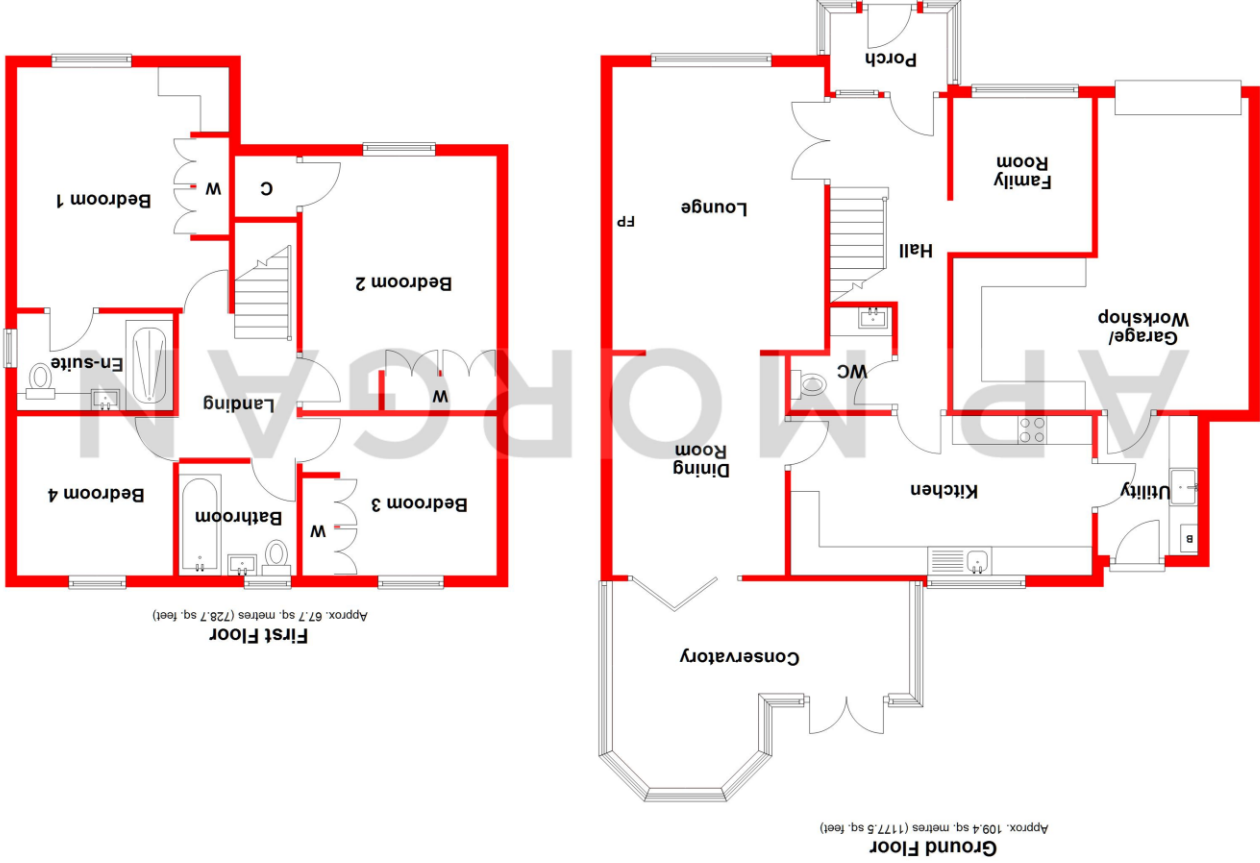 Ground Floor
Approx. 109.4 sq. metres (1177.5 sq. feet)
Conservatory
B
Utility
Kitchen
Dining
Room
WC
Garage/
Workshop
Hall
Lounge
FP
Family
Room
Porch
First Floor
Approx. 67.7 sq. metres (728.7 sq. feet)
Bedroom 3
W
Bathroom
Bedroom 4
Landing
W
En-suite
Bedroom 2
C
W
Bedroom 1
AP MORGAN